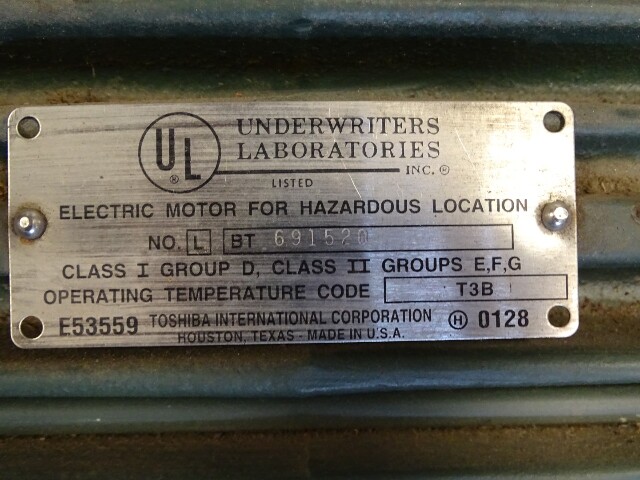 UL®
UNDERWRITERS
LABORATORIES
INC.®
LISTED
ELECTRIC MOTOR FOR HAZARDOUS LOCATION
NO. L BT 691520
CLASS I GROUP D, CLASS II GROUPS E,F,G
OPERATING TEMPERATURE CODE T3B
E53559 TOSHIBA INTERNATIONAL CORPORATION Ⓗ 0128
HOUSTON, TEXAS - MADE IN U.S.A.